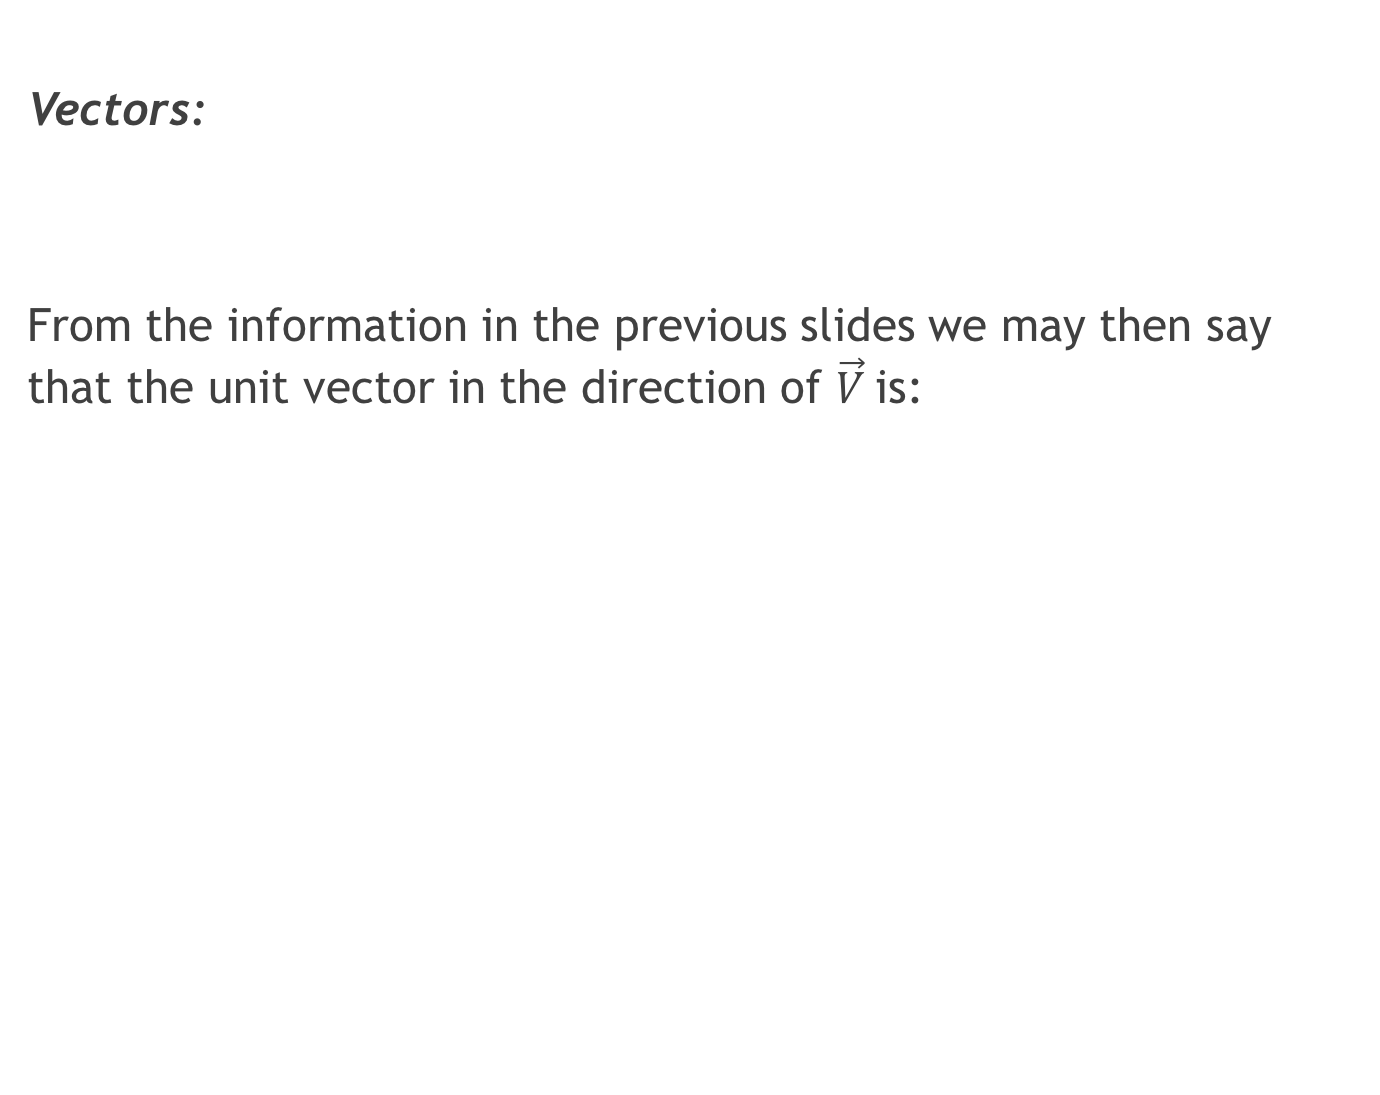 Vectors:
From the information in the previous slides we may then say
that the unit vector in the direction of $\vec{V}$ is: